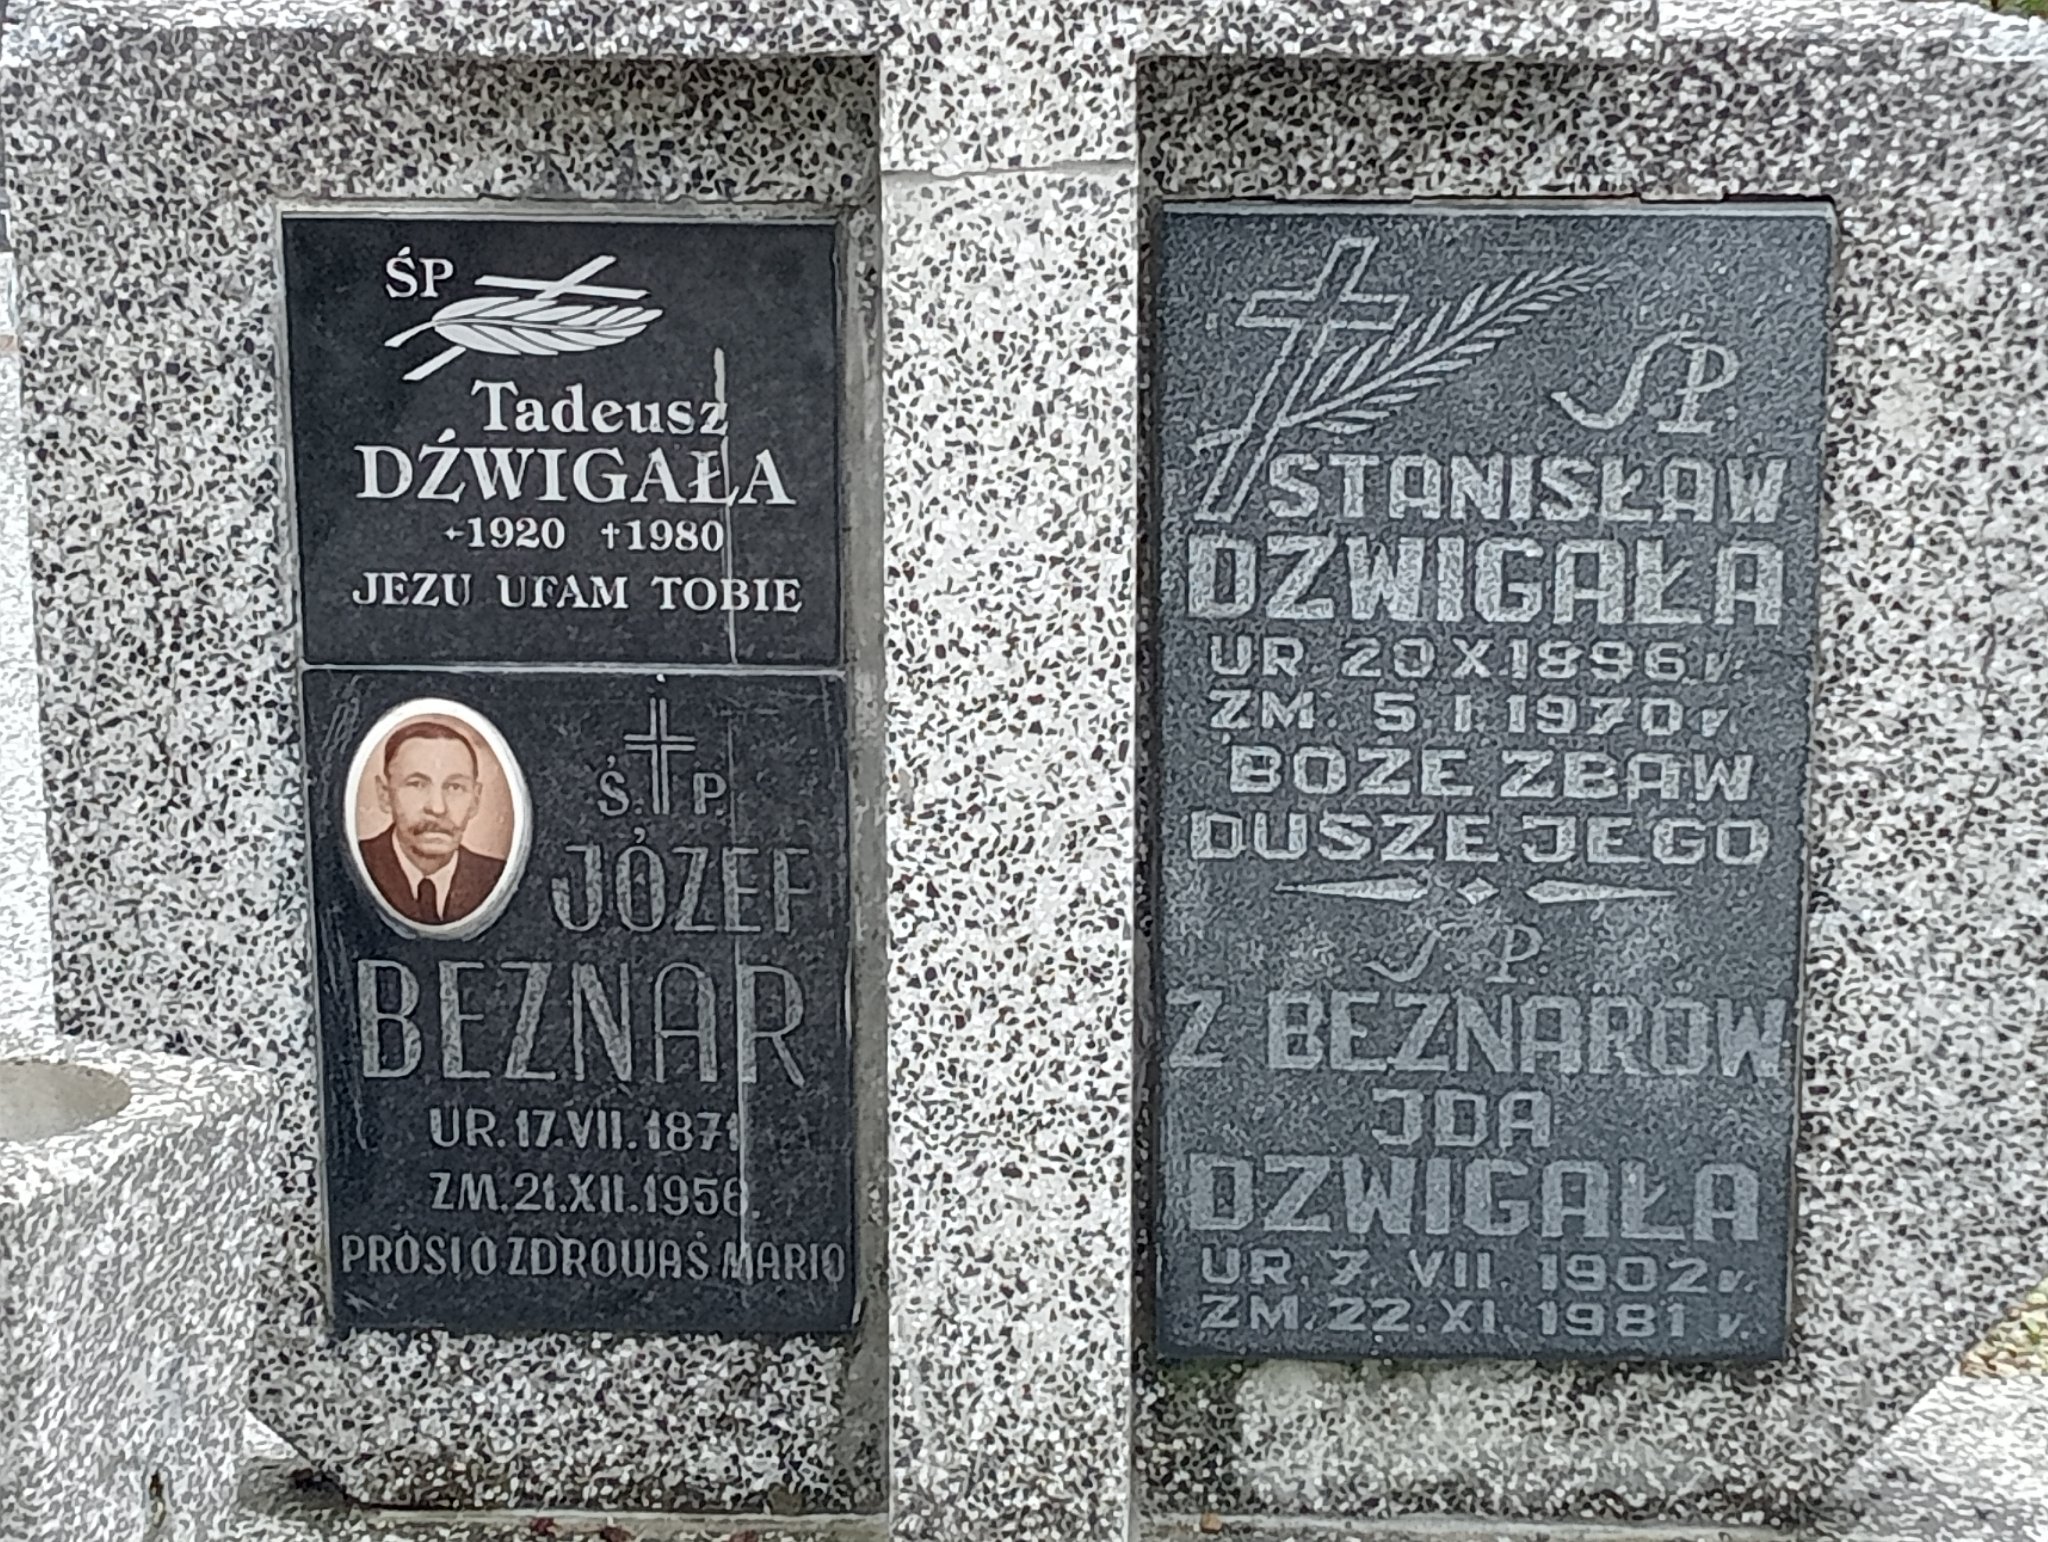 ŚP
Tadeusz
DŹWIGAŁA
+1920 †1980
JEZU UFAM TOBIE
Ś. P.
JÓZEF
BEZNAR
UR.17.VII.1871
ZM.21.XII.1956.
PROSI O ZDROWAŚ MARIO
ŚP
STANISŁAW
DZWIGAŁA
UR 20 X 1896 r.
ZM. 5. I. 1970 r.
BOŻE ZBAW
DUSZE JEGO
Ś P.
Z BEZNARÓW
JDA
DZWIGAŁA
UR. 7. VII. 1902 r.
ZM. 22. XI. 1981 r.